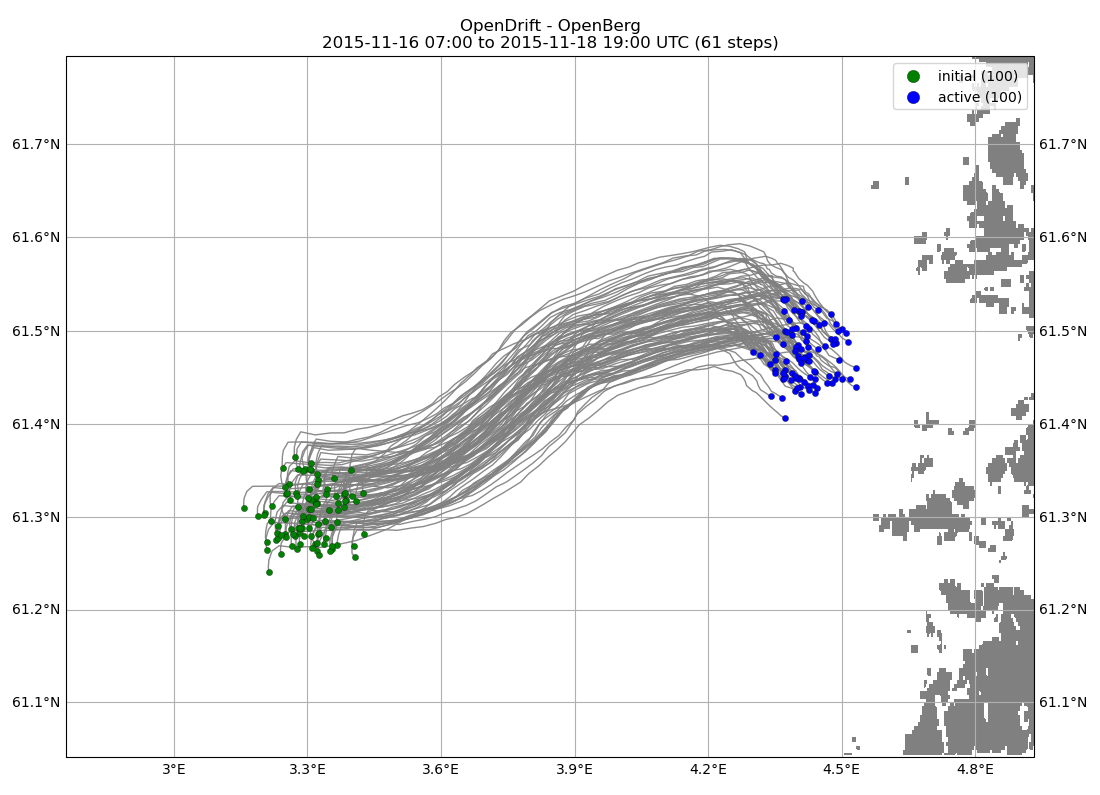 OpenDrift - OpenBerg
2015-11-16 07:00 to 2015-11-18 19:00 UTC (61 steps)
initial (100)
active (100)
61.7°N 61.7°N
61.6°N 61.6°N
61.5°N 61.5°N
61.4°N 61.4°N
61.3°N 61.3°N
61.2°N 61.2°N
61.1°N 61.1°N
3°E 3.3°E 3.6°E 3.9°E 4.2°E 4.5°E 4.8°E